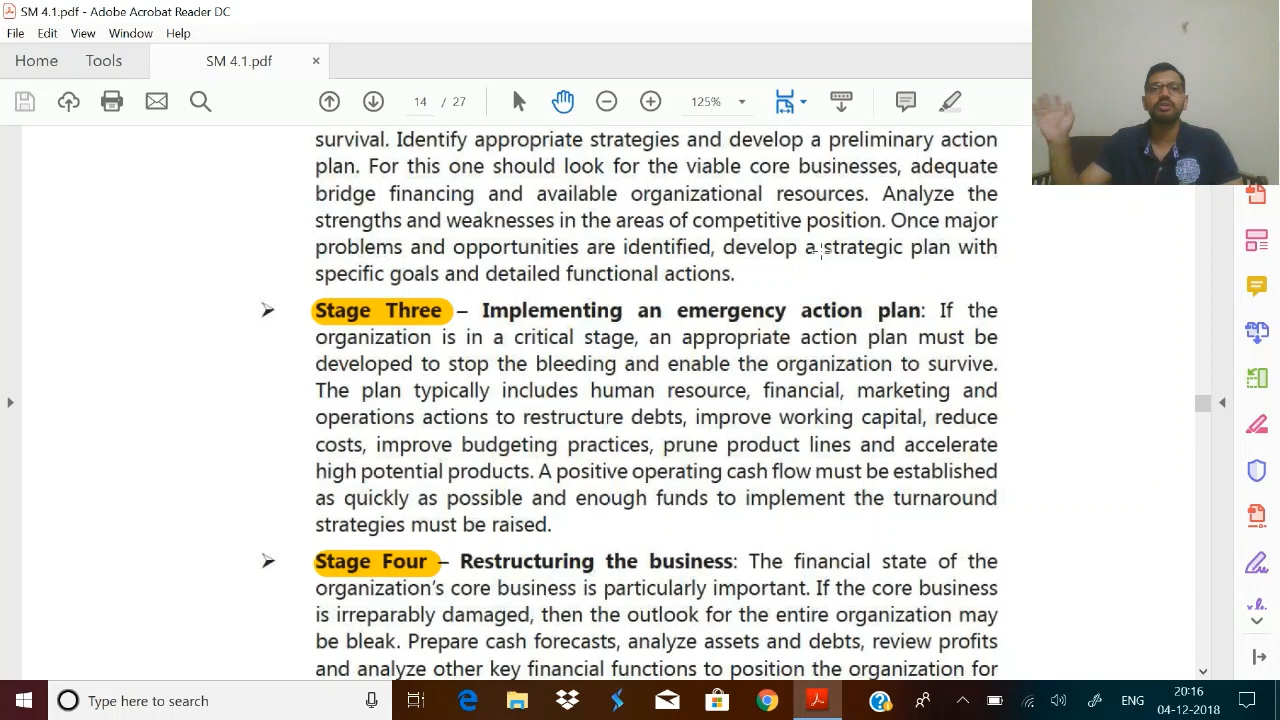 SM 4.1.pdf - Adobe Acrobat Reader DC
File Edit View Window Help
Home Tools SM 4.1.pdf ×
14 / 27 125%
survival. Identify appropriate strategies and develop a preliminary action
plan. For this one should look for the viable core businesses, adequate
bridge financing and available organizational resources. Analyze the
strengths and weaknesses in the areas of competitive position. Once major
problems and opportunities are identified, develop a strategic plan with
specific goals and detailed functional actions.
➢ Stage Three – Implementing an emergency action plan: If the
organization is in a critical stage, an appropriate action plan must be
developed to stop the bleeding and enable the organization to survive.
The plan typically includes human resource, financial, marketing and
operations actions to restructure debts, improve working capital, reduce
costs, improve budgeting practices, prune product lines and accelerate
high potential products. A positive operating cash flow must be established
as quickly as possible and enough funds to implement the turnaround
strategies must be raised.
➢ Stage Four – Restructuring the business: The financial state of the
organization's core business is particularly important. If the core business
is irreparably damaged, then the outlook for the entire organization may
be bleak. Prepare cash forecasts, analyze assets and debts, review profits
and analyze other key financial functions to position the organization for
Type here to search
ENG
20:16
04-12-2018